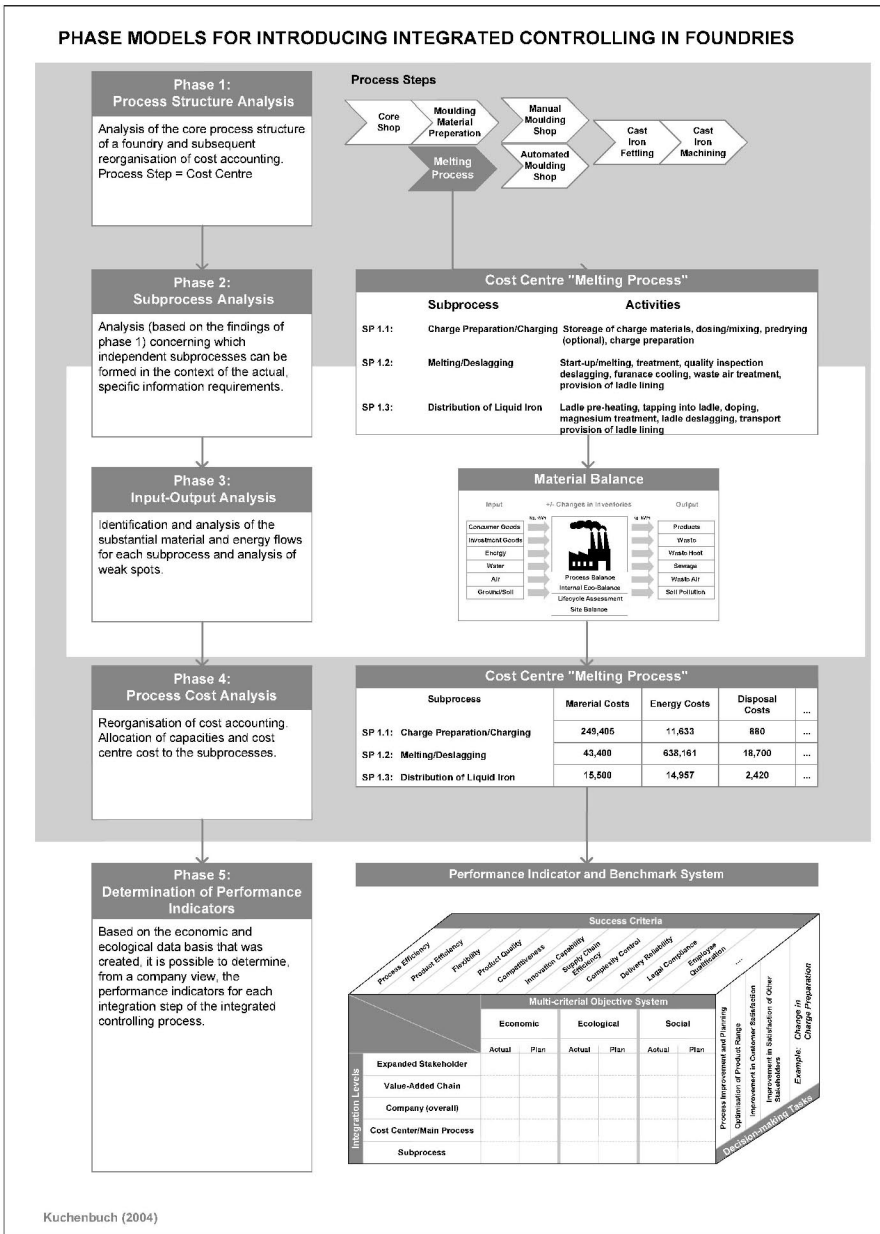 PHASE MODELS FOR INTRODUCING INTEGRATED CONTROLLING IN FOUNDRIES
Phase 1:
Process Structure Analysis
Analysis of the core process structure
of a foundry and subsequent
reorganisation of cost accounting.
Process Step = Cost Centre
Process Steps
Core
Shop
Moulding
Material
Preperation
Melting
Process
Manual
Moulding
Shop
Automated
Moulding
Shop
Cast
Iron
Fettling
Cast
Iron
Machining
Phase 2:
Subprocess Analysis
Analysis (based on the findings of
phase 1) concerning which
independent subprocesses can be
formed in the context of the actual,
specific information requirements.
Cost Centre "Melting Process"
Subprocess Activities
SP 1.1: Charge Preparation/Charging Storeage of charge materials, dosing/mixing, predrying
(optional), charge preparation
SP 1.2: Melting/Deslagging Start-up/melting, treatment, quality inspection
deslagging, furanace cooling, waste air treatment,
provision of ladle lining
SP 1.3: Distribution of Liquid Iron Ladle pre-heating, tapping into ladle, doping,
magnesium treatment, ladle deslagging, transport
provision of ladle lining
Phase 3:
Input-Output Analysis
Identification and analysis of the
substantial material and energy flows
for each subprocess and analysis of
weak spots.
Material Balance
Input +/- Changes in Inventories Output
Consumer Goods
Investment Goods
Energy
Water
Air
Ground/Soil
Process Balance
Internal Eco-Balance
Lifecycle Assessment
Site Balance
Products
Waste
Waste Heat
Sewage
Waste Air
Soil Pollution
Phase 4:
Process Cost Analysis
Reorganisation of cost accounting.
Allocation of capacities and cost
centre cost to the subprocesses.
Cost Centre "Melting Process"
Subprocess Marerial Costs Energy Costs Disposal
Costs ...
SP 1.1: Charge Preparation/Charging 249,405 11,633 880 ...
SP 1.2: Melting/Deslagging 43,400 638,161 18,700 ...
SP 1.3: Distribution of Liquid Iron 15,500 14,957 2,420 ...
Phase 5:
Determination of Performance
Indicators
Based on the economic and
ecological data basis that was
created, it is possible to determine,
from a company view, the
performance indicators for each
integration step of the integrated
controlling process.
Performance Indicator and Benchmark System
Success Criteria
Process Efficiency
Product Efficiency
Flexibility
Product Quality
Competitiveness
Innovation Capability
Supply Chain
Efficiency
Complexity Control
Delivery Reliability
Legal Compliance
Employee
Qualification
....
Multi-criterial Objective System
Economic Ecological Social
Actual Plan Actual Plan Actual Plan
Integration Levels
Expanded Stakeholder
Value-Added Chain
Company (overall)
Cost Center/Main Process
Subprocess
Process Improvement and Planning
Optimisation of Product Range
Improvement in Customer Satisfaction
Improvement in Satisfaction of Other
Stakeholders
Example: Change in
Charge Preparation
Decision-making Tasks
Kuchenbuch (2004)